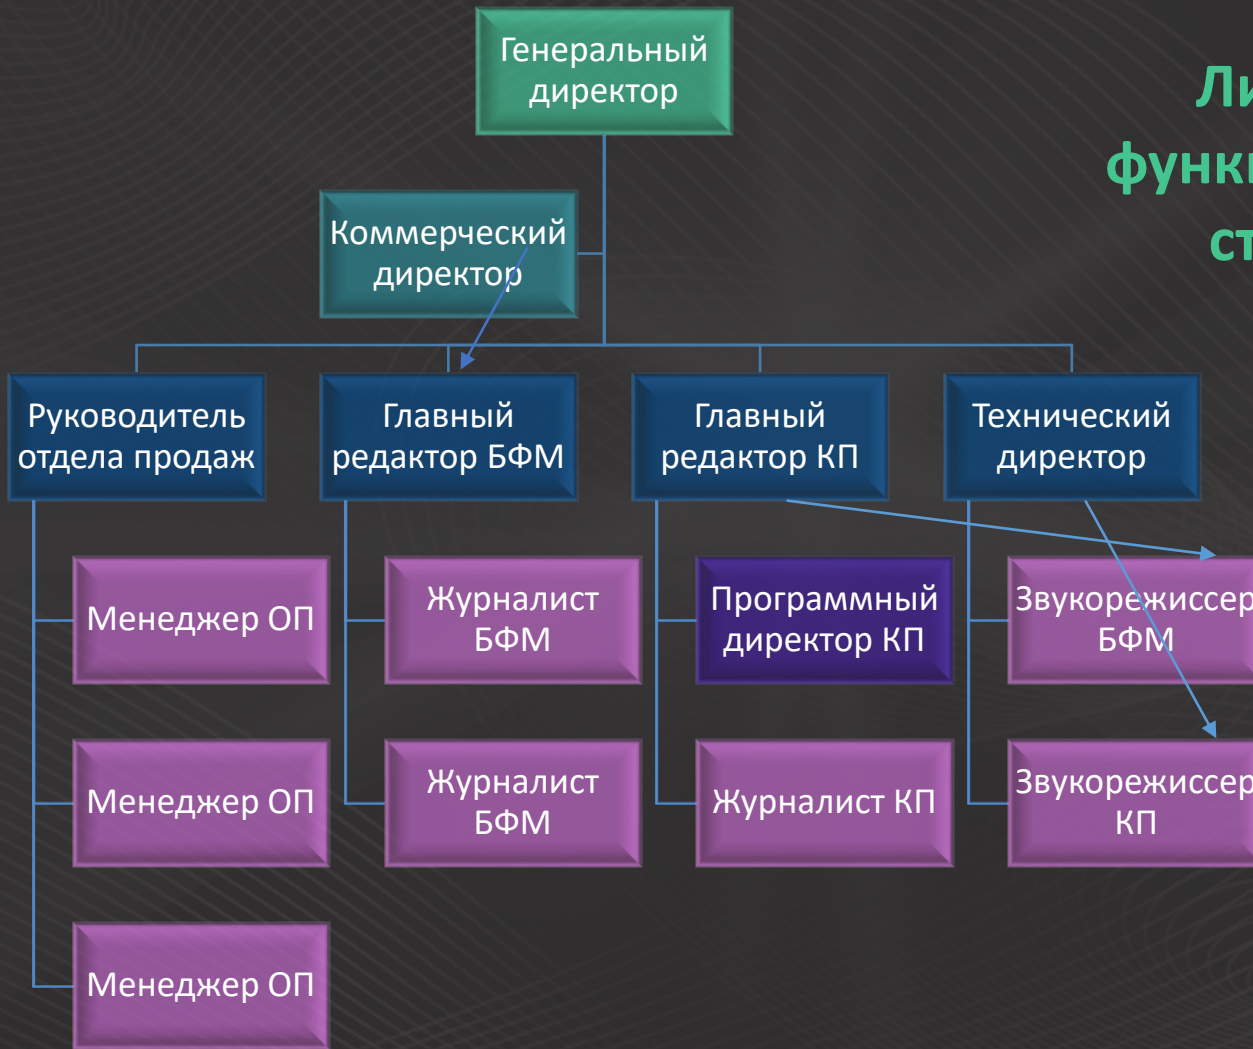 Генеральный
директор
Коммерческий
директор
Руководитель
отдела продаж
Главный
редактор БФМ
Главный
редактор КП
Технический
директор
Менеджер ОП
Журналист
БФМ
Программный
директор КП
Звукорежиссер
БФМ
Менеджер ОП
Журналист
БФМ
Журналист КП
Звукорежиссер
КП
Менеджер ОП